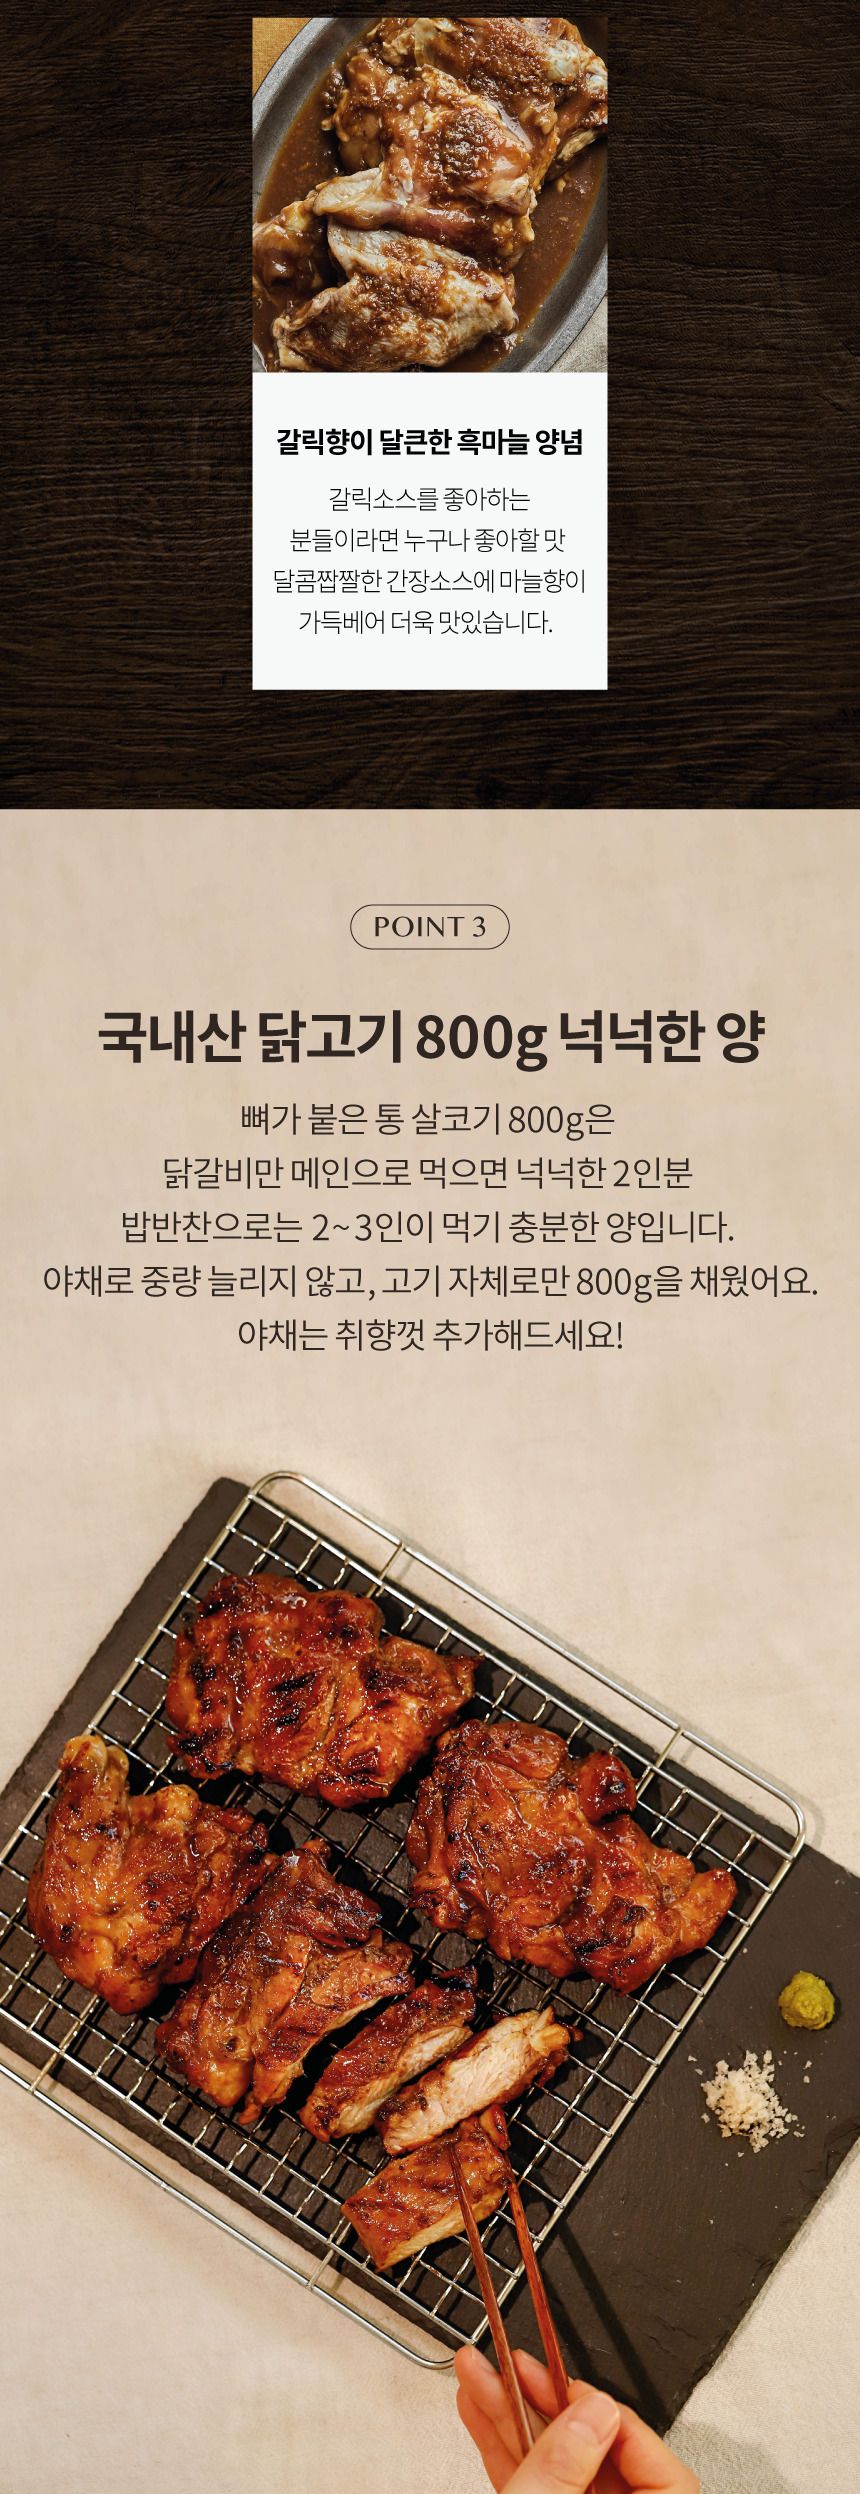 갈릭향이 달큰한 흑마늘 양념
갈릭소스를 좋아하는
분들이라면 누구나 좋아할 맛
달콤짭짤한 간장소스에 마늘향이
가득베어 더욱 맛있습니다.
POINT 3
국내산 닭고기 800g 넉넉한 양
뼈가 붙은 통 살코기 800g은
닭갈비만 메인으로 먹으면 넉넉한 2인분
밥반찬으로는 2~3인이 먹기 충분한 양입니다.
야채로 중량 늘리지 않고, 고기 자체로만 800g을 채웠어요.
야채는 취향껏 추가해드세요!